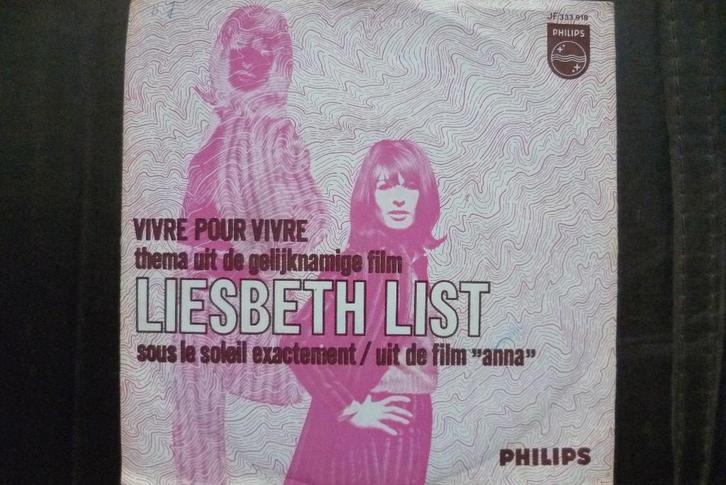 JF 333 918
PHILIPS
VIVRE POUR VIVRE
thema uit de gelijknamige film
LIESBETH LIST
sous le soleil exactement / uit de film "anna"
PHILIPS